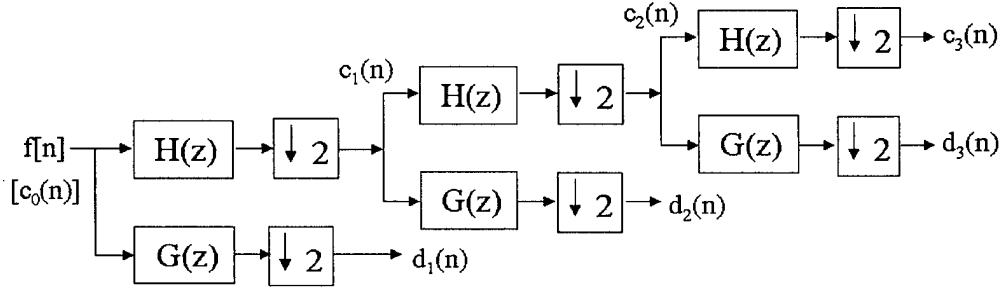 c₂(n)
H(z)
↓ 2
c₃(n)
c₁(n)
H(z)
↓ 2
G(z)
↓ 2
d₃(n)
f[n]
H(z)
↓ 2
[c₀(n)]
G(z)
↓ 2
d₂(n)
G(z)
↓ 2
d₁(n)